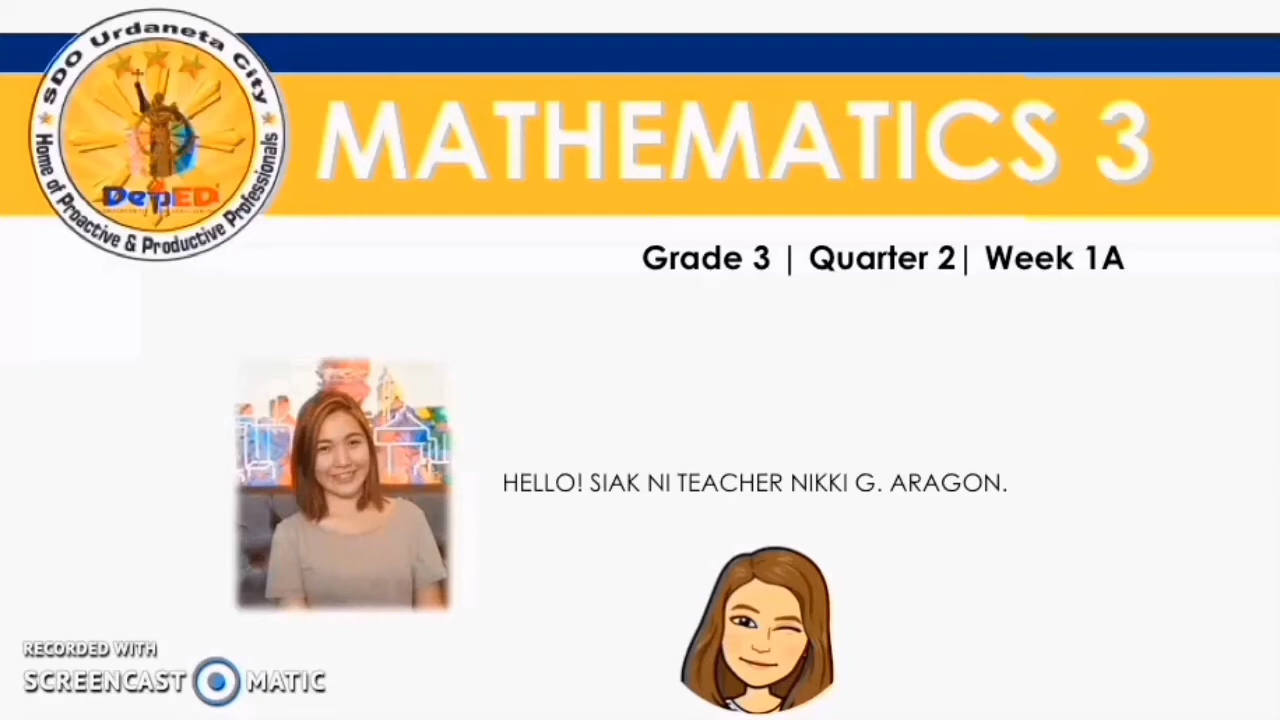 SDO Urdaneta City
MATHEMATICS 3
DepED
Home of Proactive & Productive Professionals
Grade 3 | Quarter 2| Week 1A
HELLO! SIAK NI TEACHER NIKKI G. ARAGON.
RECORDED WITH
SCREENCAST MATIC